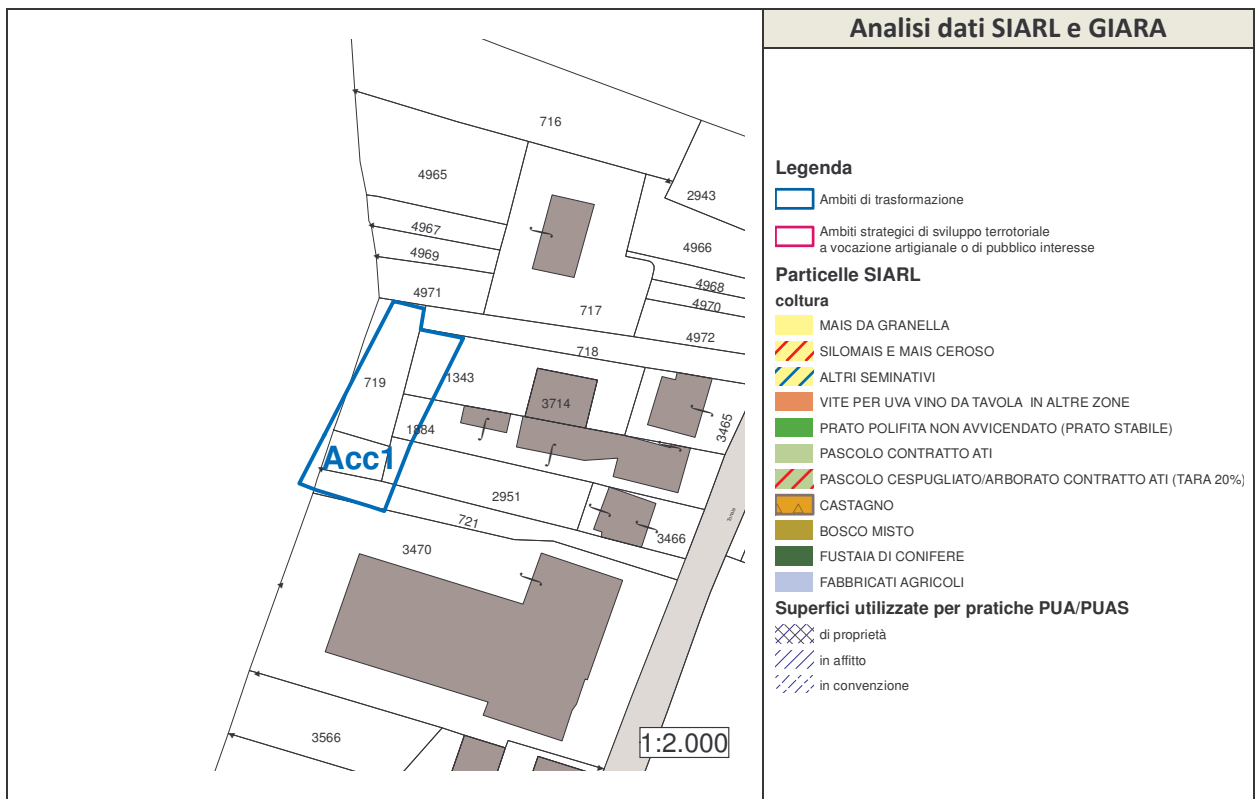 Analisi dati SIARL e GIARA
716
4965
2943
4967
4966
4969
4968
4971
4970
717
4972
718
719
1343
3714
3465
1884
Acc1
2951
721
3466
3470
3566
1:2.000
Legenda
Ambiti di trasformazione
Ambiti strategici di sviluppo terrotoriale
a vocazione artigianale o di pubblico interesse
Particelle SIARL
coltura
MAIS DA GRANELLA
SILOMAIS E MAIS CEROSO
ALTRI SEMINATIVI
VITE PER UVA VINO DA TAVOLA IN ALTRE ZONE
PRATO POLIFITA NON AVVICENDATO (PRATO STABILE)
PASCOLO CONTRATTO ATI
PASCOLO CESPUGLIATO/ARBORATO CONTRATTO ATI (TARA 20%)
CASTAGNO
BOSCO MISTO
FUSTAIA DI CONIFERE
FABBRICATI AGRICOLI
Superfici utilizzate per pratiche PUA/PUAS
di proprietà
in affitto
in convenzione